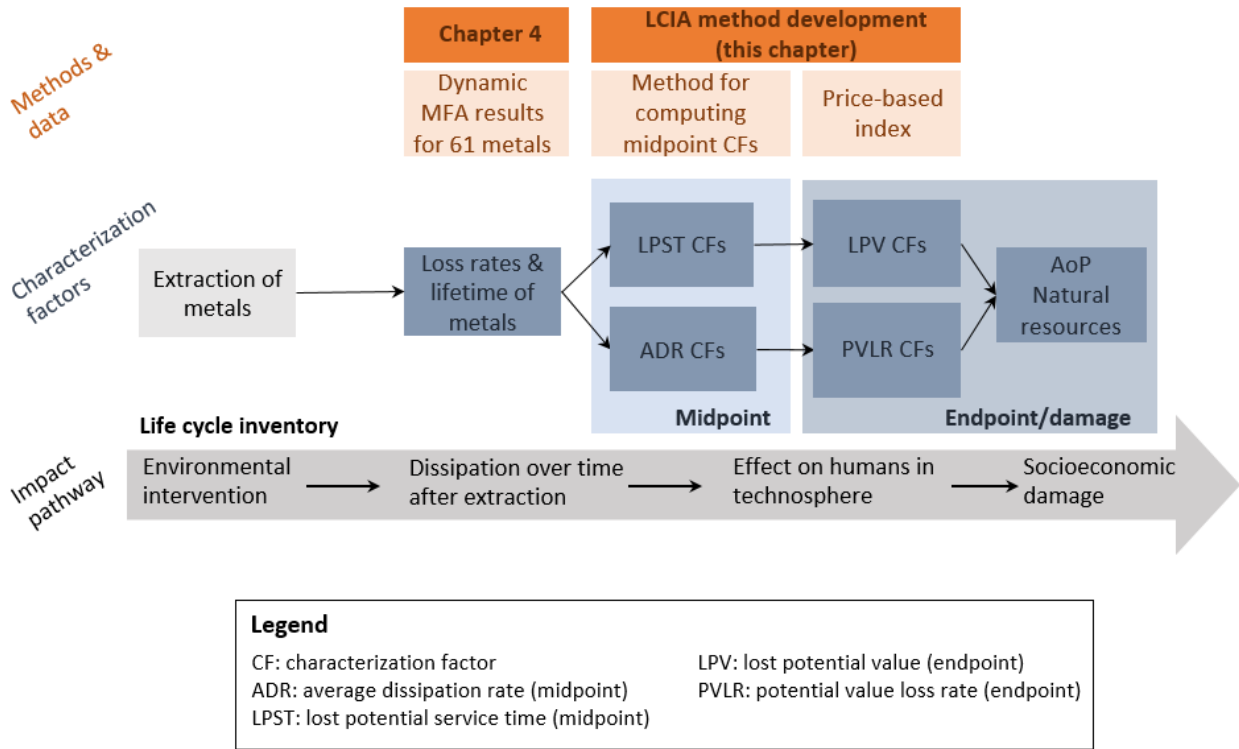 Methods &
data
Chapter 4
LCIA method development
(this chapter)
Dynamic
MFA results
for 61 metals
Method for
computing
midpoint CFs
Price-based
index
Characterization
factors
Extraction of
metals
Loss rates &
lifetime of
metals
LPST CFs
ADR CFs
Midpoint
LPV CFs
PVLR CFs
AoP
Natural
resources
Endpoint/damage
Impact
pathway
Life cycle inventory
Environmental
intervention
Dissipation over time
after extraction
Effect on humans in
technosphere
Socioeconomic
damage
Legend
CF: characterization factor
ADR: average dissipation rate (midpoint)
LPST: lost potential service time (midpoint)
LPV: lost potential value (endpoint)
PVLR: potential value loss rate (endpoint)